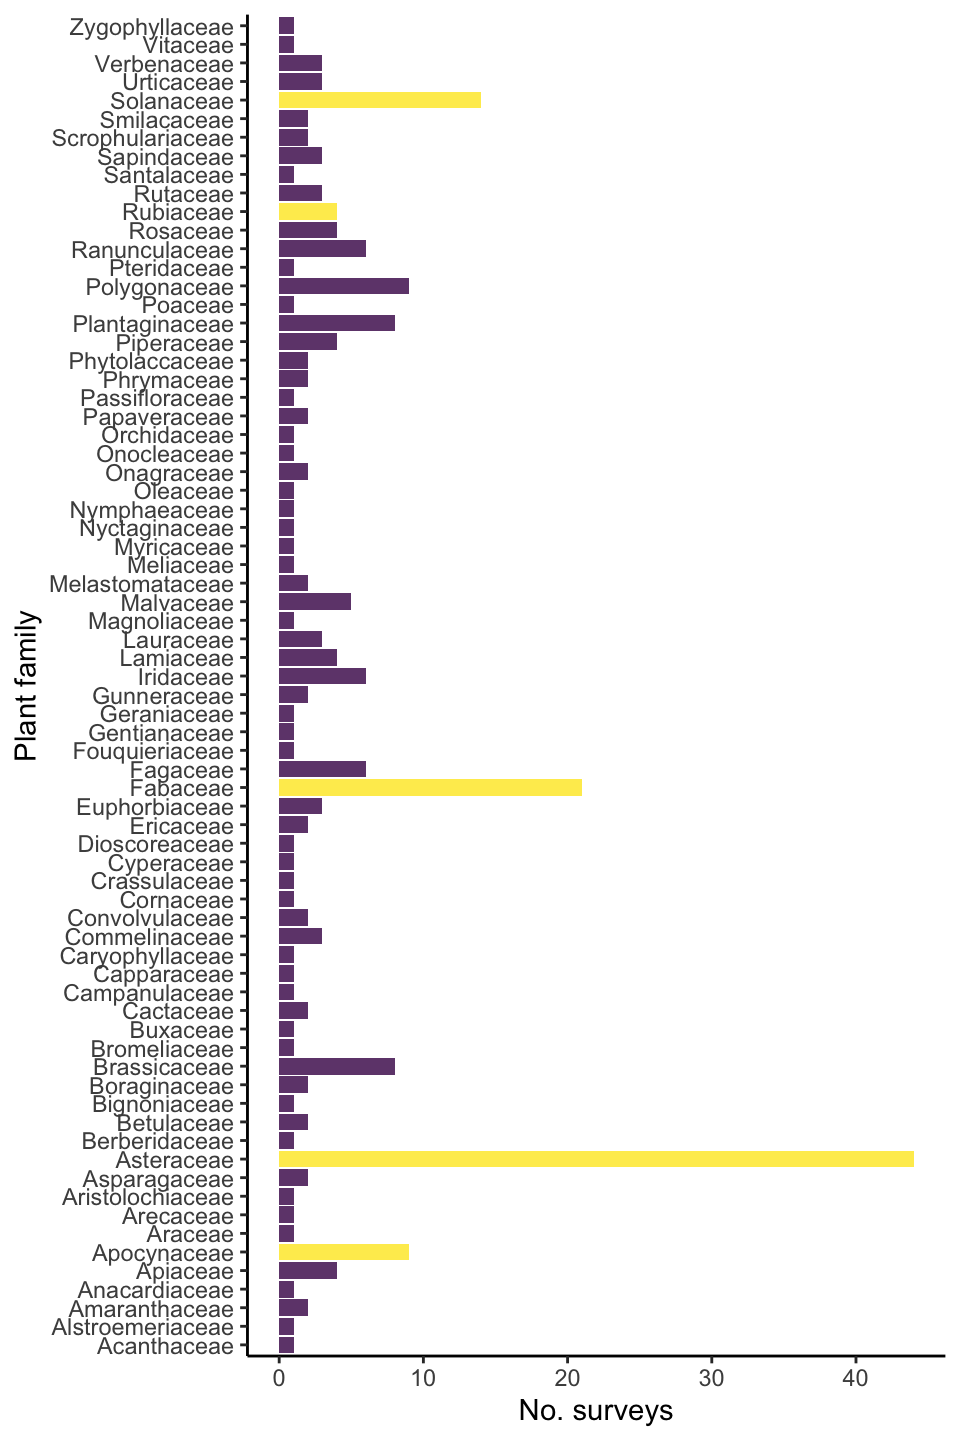 Zygophyllaceae
Vitaceae
Verbenaceae
Urticaceae
Solanaceae
Smilacaceae
Scrophulariaceae
Sapindaceae
Santalaceae
Rutaceae
Rubiaceae
Rosaceae
Ranunculaceae
Pteridaceae
Polygonaceae
Poaceae
Plantaginaceae
Piperaceae
Phytolaccaceae
Phrymaceae
Passifloraceae
Papaveraceae
Orchidaceae
Onocleaceae
Onagraceae
Oleaceae
Nymphaeaceae
Nyctaginaceae
Myricaceae
Meliaceae
Melastomataceae
Malvaceae
Magnoliaceae
Lauraceae
Lamiaceae
Iridaceae
Gunneraceae
Geraniaceae
Gentianaceae
Fouquieriaceae
Fagaceae
Fabaceae
Euphorbiaceae
Ericaceae
Dioscoreaceae
Cyperaceae
Crassulaceae
Cornaceae
Convolvulaceae
Commelinaceae
Caryophyllaceae
Capparaceae
Campanulaceae
Cactaceae
Buxaceae
Bromeliaceae
Brassicaceae
Boraginaceae
Bignoniaceae
Betulaceae
Berberidaceae
Asteraceae
Asparagaceae
Aristolochiaceae
Arecaceae
Araceae
Apocynaceae
Apiaceae
Anacardiaceae
Amaranthaceae
Alstroemeriaceae
Acanthaceae
Plant family
0 10 20 30 40
No. surveys